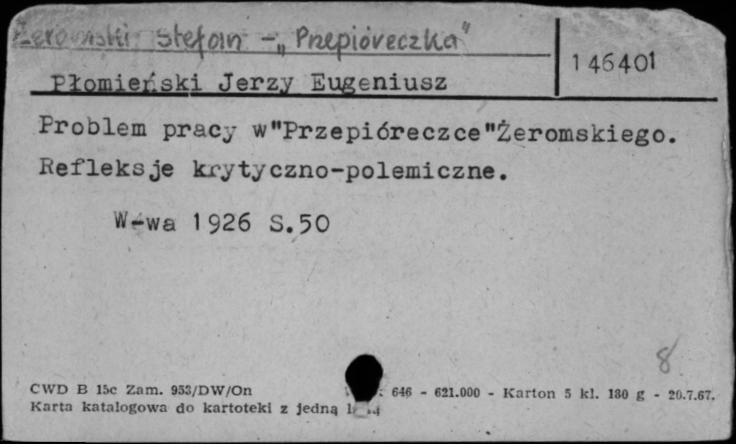 Żeromski Stefan - „Przepióreczka"
146401
Płomieński Jerzy Eugeniusz
Problem pracy w"Przepióreczce"Żeromskiego.
Refleksje krytyczno-polemiczne.
W-wa 1926 S.50
8
CWD B 15c Zam. 953/DW/On 646 - 621.000 - Karton 5 kl. 180 g - 20.7.67.
Karta katalogowa do kartoteki z jedną